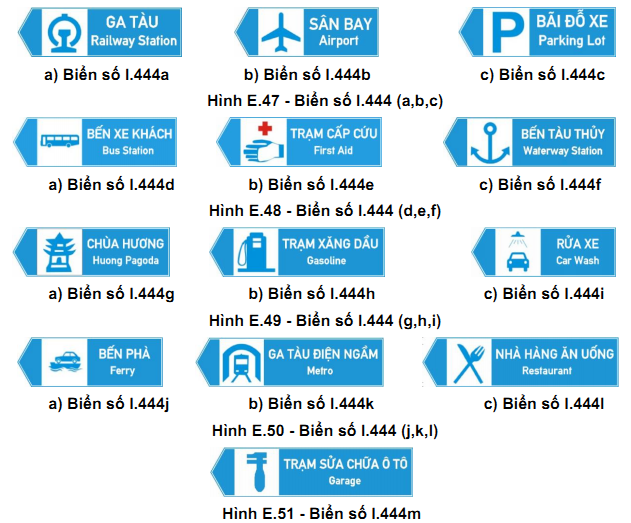 GA TÀU
Railway Station
SÂN BAY
Airport
P
BÃI ĐỖ XE
Parking Lot
a) Biển số I.444a
b) Biển số I.444b
c) Biển số I.444c
Hình E.47 - Biển số I.444 (a,b,c)
BẾN XE KHÁCH
Bus Station
TRẠM CẤP CỨU
First Aid
BẾN TÀU THỦY
Waterway Station
a) Biển số I.444d
b) Biển số I.444e
c) Biển số I.444f
Hình E.48 - Biển số I.444 (d,e,f)
CHÙA HƯƠNG
Huong Pagoda
TRẠM XĂNG DẦU
Gasoline
RỬA XE
Car Wash
a) Biển số I.444g
b) Biển số I.444h
c) Biển số I.444i
Hình E.49 - Biển số I.444 (g,h,i)
BẾN PHÀ
Ferry
GA TÀU ĐIỆN NGẦM
Metro
NHÀ HÀNG ĂN UỐNG
Restaurant
a) Biển số I.444j
b) Biển số I.444k
c) Biển số I.444l
Hình E.50 - Biển số I.444 (j,k,l)
TRẠM SỬA CHỮA Ô TÔ
Garage
Hình E.51 - Biển số I.444m